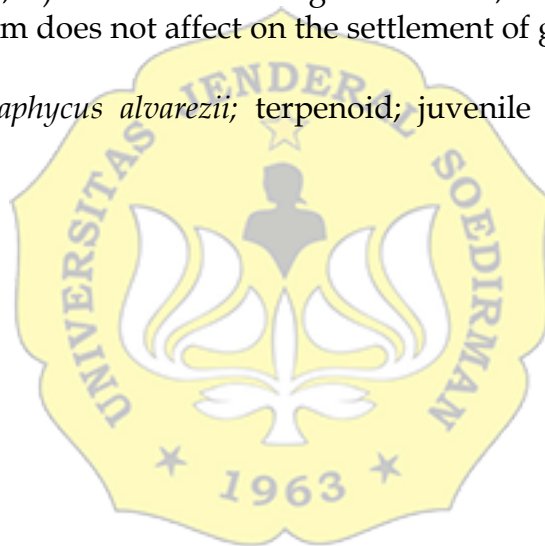 m does not affect on the settlement of g
aphycus alvarezii; terpenoid; juvenile
UNIVERSITAS JENDERAL SOEDIRMAN
1963